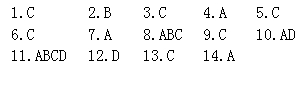 1.C 2.B 3.C 4.A 5.C
6.C 7.A 8.ABC 9.C 10.AD
11.ABCD 12.D 13.C 14.A